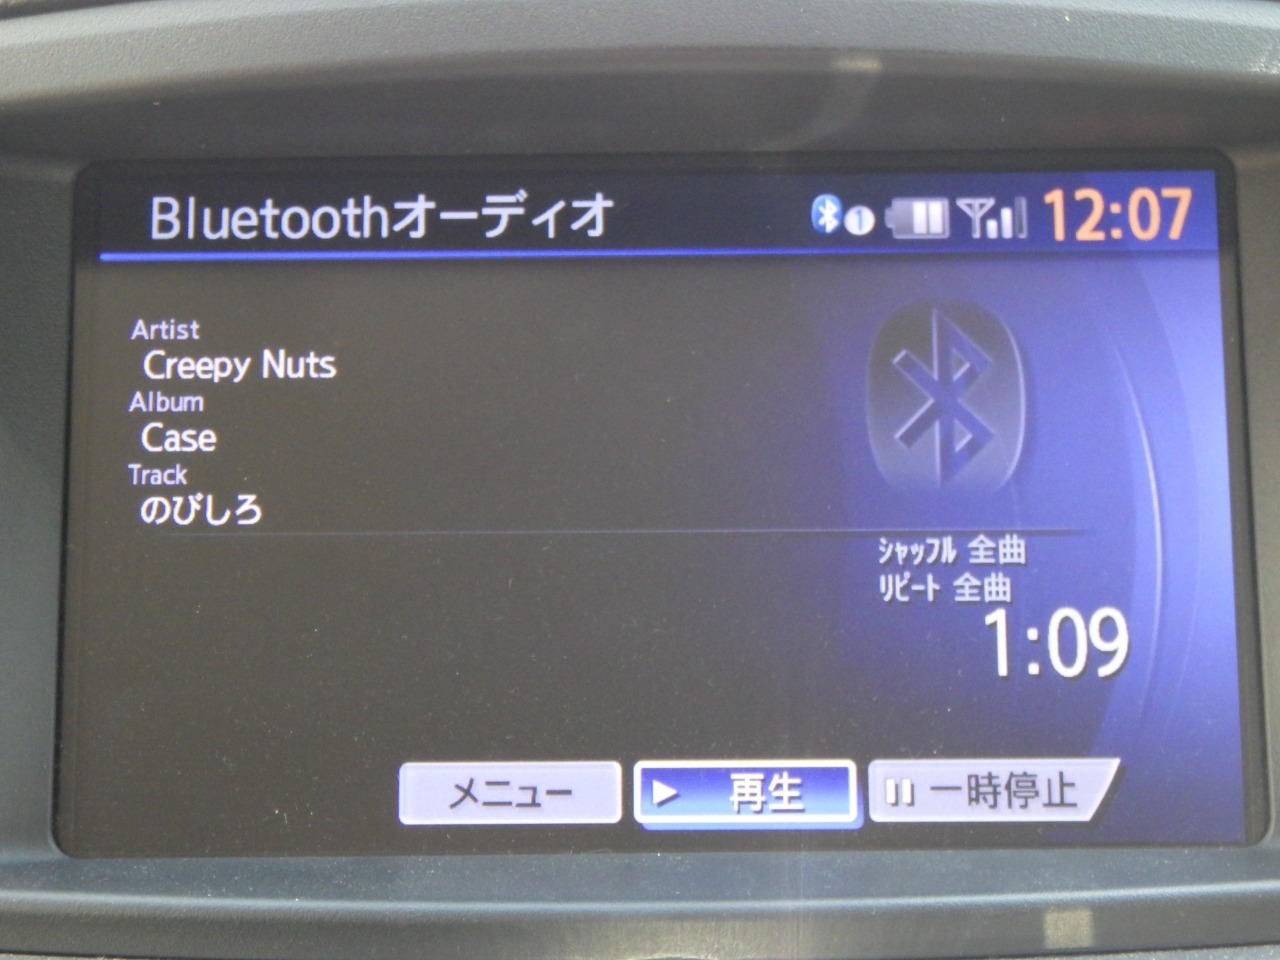 Bluetoothオーディオ 1 12:07
Artist
Creepy Nuts
Album
Case
Track
のびしろ
シャッフル 全曲
リピート 全曲
1:09
メニュー 再生 一時停止